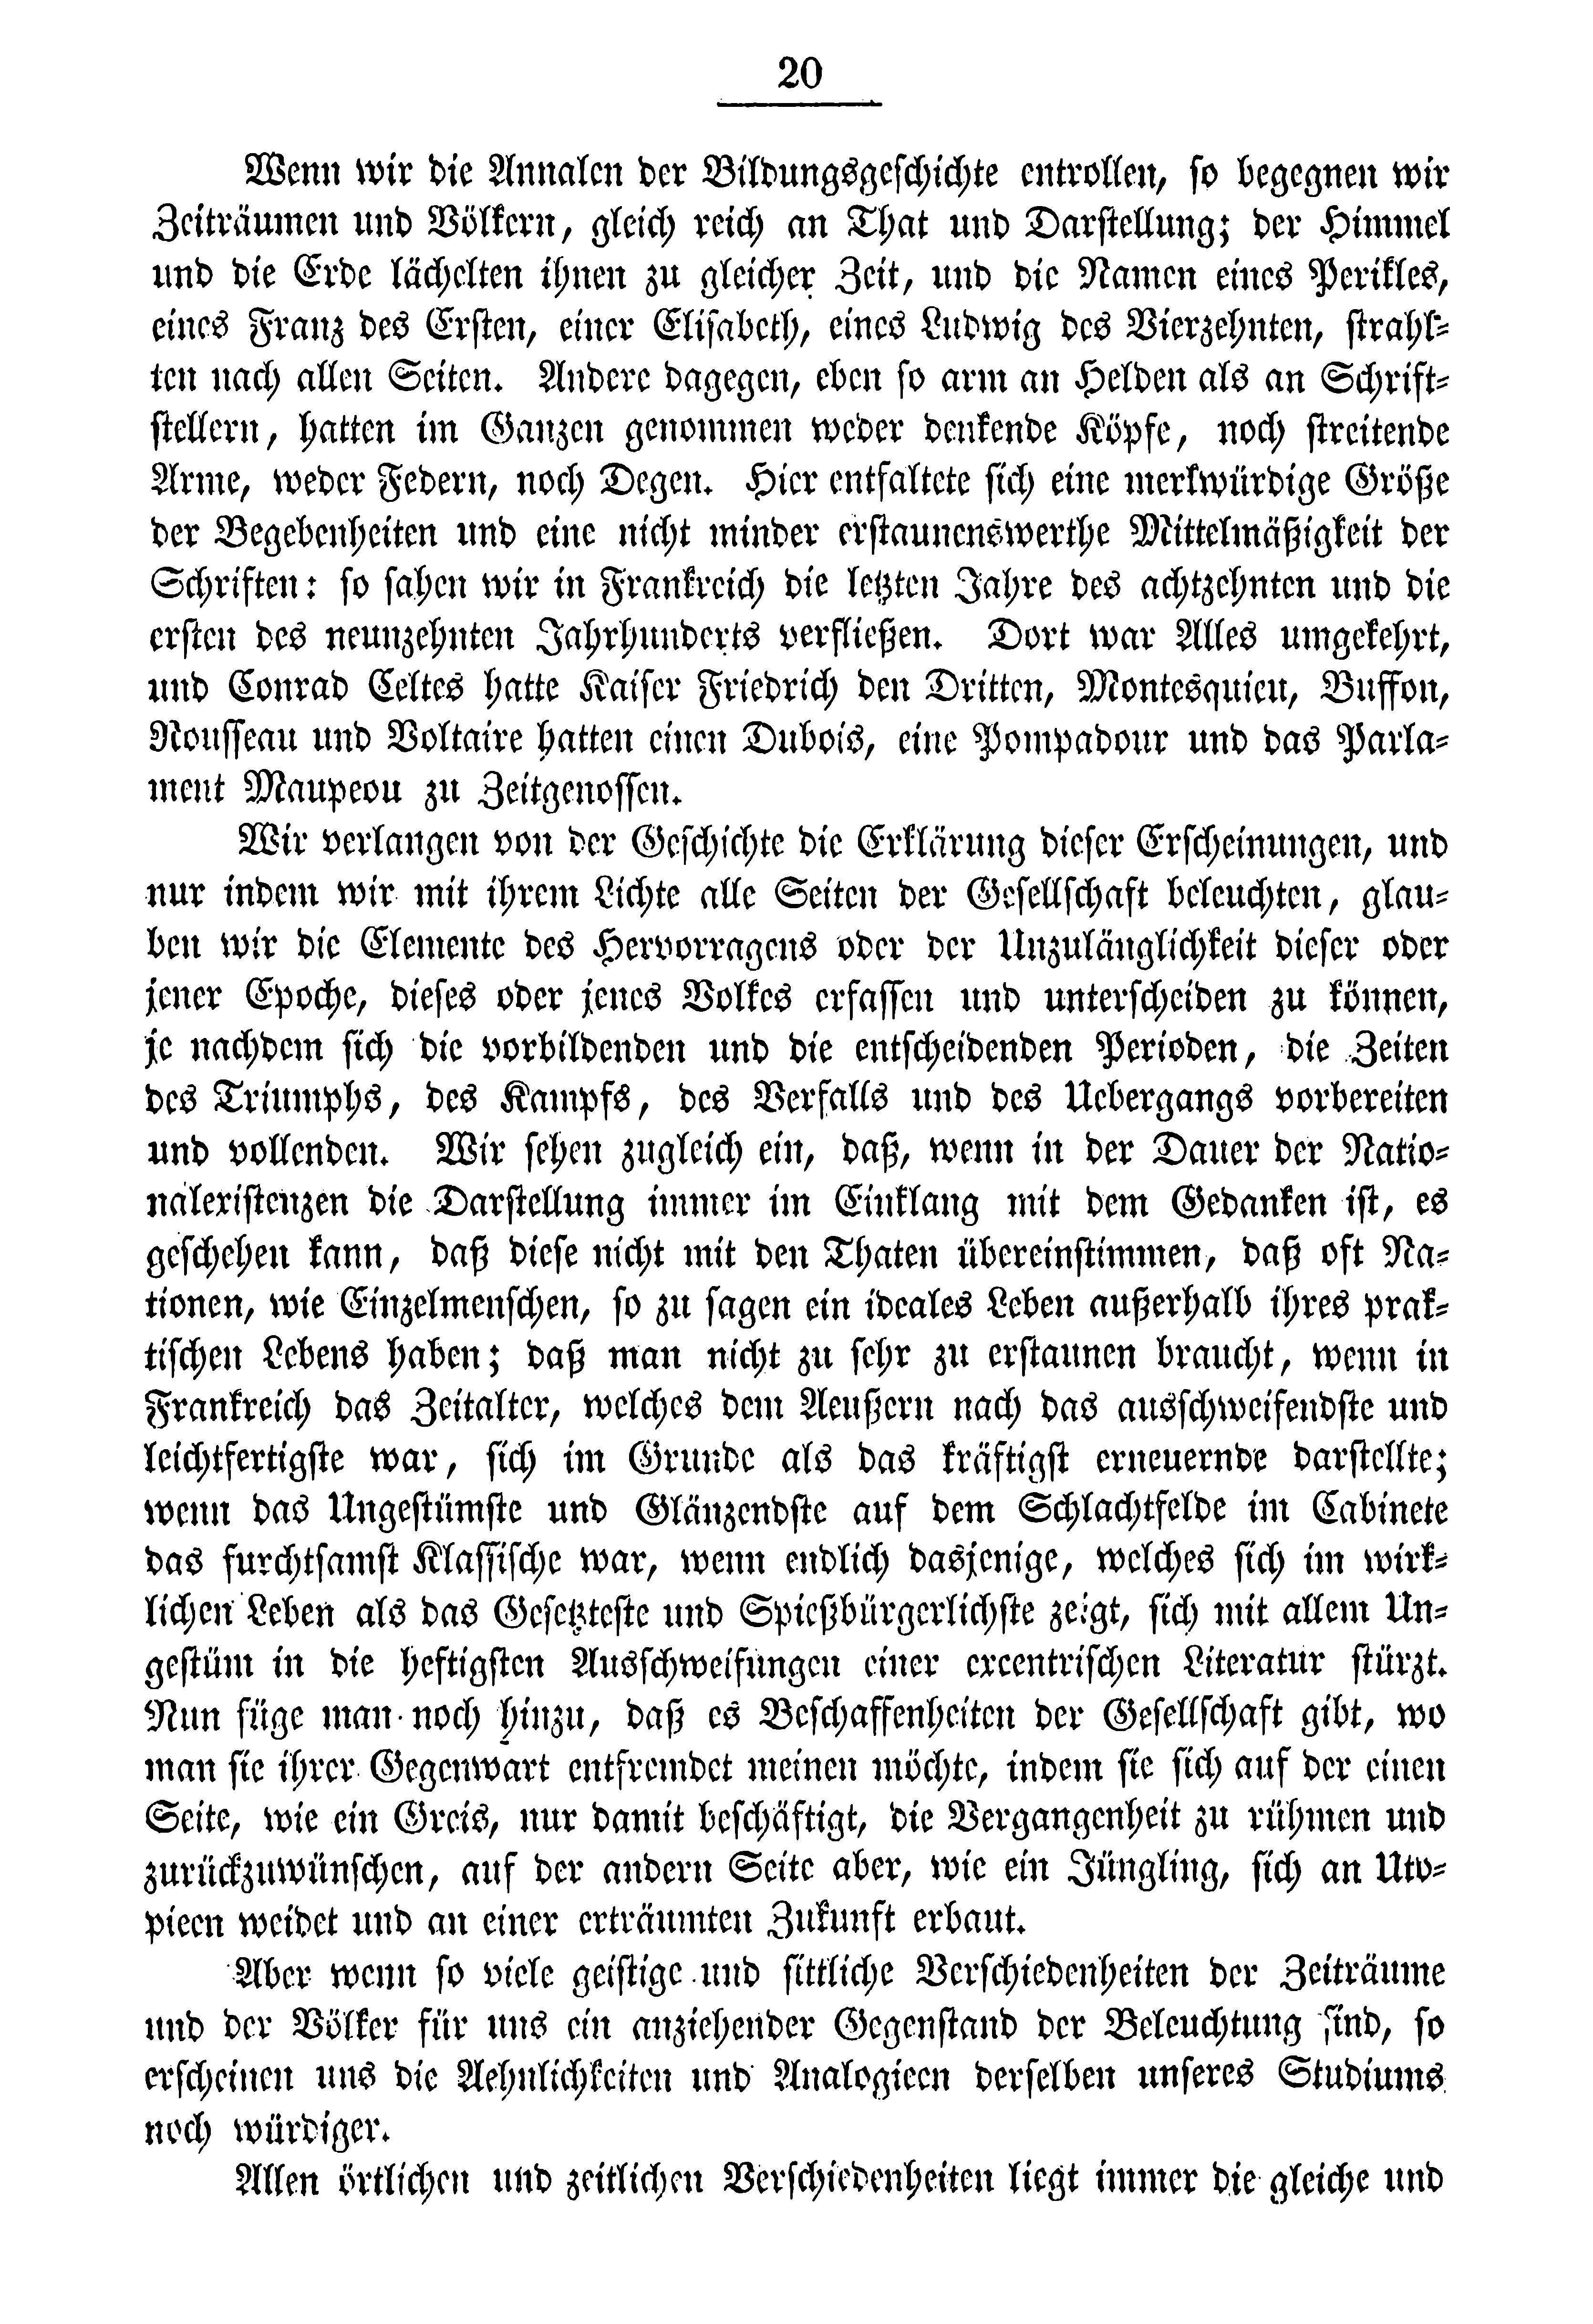 20
Wenn wir die Annalen der Bildungsgeschichte entrollen, so begegnen wir
Zeiträumen und Völkern, gleich reich an That und Darstellung; der Himmel
und die Erde lächelten ihnen zu gleicher Zeit, und die Namen eines Perikles,
eines Franz des Ersten, einer Elisabeth, eines Ludwig des Vierzehnten, strahl-
ten nach allen Seiten. Andere dagegen, eben so arm an Helden als an Schrift-
stellern, hatten im Ganzen genommen weder denkende Köpfe, noch streitende
Arme, weder Federn, noch Degen. Hier entfaltete sich eine merkwürdige Größe
der Begebenheiten und eine nicht minder erstaunenswerthe Mittelmäßigkeit der
Schriften: so sahen wir in Frankreich die letzten Jahre des achtzehnten und die
ersten des neunzehnten Jahrhunderts verfließen. Dort war Alles umgekehrt,
und Conrad Celtes hatte Kaiser Friedrich den Dritten, Montesquieu, Buffon,
Rousseau und Voltaire hatten einen Dubois, eine Pompadour und das Parla-
ment Maupeou zu Zeitgenossen.
Wir verlangen von der Geschichte die Erklärung dieser Erscheinungen, und
nur indem wir mit ihrem Lichte alle Seiten der Gesellschaft beleuchten, glau-
ben wir die Elemente des Hervorragens oder der Unzulänglichkeit dieser oder
jener Epoche, dieses oder jenes Volkes erfassen und unterscheiden zu können,
je nachdem sich die vorbildenden und die entscheidenden Perioden, die Zeiten
des Triumphs, des Kampfs, des Verfalls und des Uebergangs vorbereiten
und vollenden. Wir sehen zugleich ein, daß, wenn in der Dauer der Natio-
nalexistenzen die Darstellung immer im Einklang mit dem Gedanken ist, es
geschehen kann, daß diese nicht mit den Thaten übereinstimmen, daß oft Na-
tionen, wie Einzelmenschen, so zu sagen ein ideales Leben außerhalb ihres prak-
tischen Lebens haben; daß man nicht zu sehr zu erstaunen braucht, wenn in
Frankreich das Zeitalter, welches dem Aeußern nach das ausschweifendste und
leichtfertigste war, sich im Grunde als das kräftigst erneuernde darstellte;
wenn das Ungestümste und Glänzendste auf dem Schlachtfelde im Cabinete
das furchtsamst Klassische war, wenn endlich dasjenige, welches sich im wirk-
lichen Leben als das Gesetzteste und Spießbürgerlichste zeigt, sich mit allem Un-
gestüm in die heftigsten Ausschweifungen einer excentrischen Literatur stürzt.
Nun füge man noch hinzu, daß es Beschaffenheiten der Gesellschaft gibt, wo
man sie ihrer Gegenwart entfremdet meinen möchte, indem sie sich auf der einen
Seite, wie ein Greis, nur damit beschäftigt, die Vergangenheit zu rühmen und
zurückzuwünschen, auf der andern Seite aber, wie ein Jüngling, sich an Uto-
pieen weidet und an einer erträumten Zukunft erbaut.
Aber wenn so viele geistige und sittliche Verschiedenheiten der Zeiträume
und der Völker für uns ein anziehender Gegenstand der Beleuchtung sind, so
erscheinen uns die Aehnlichkeiten und Analogieen derselben unseres Studiums
noch würdiger.
Allen örtlichen und zeitlichen Verschiedenheiten liegt immer die gleiche und